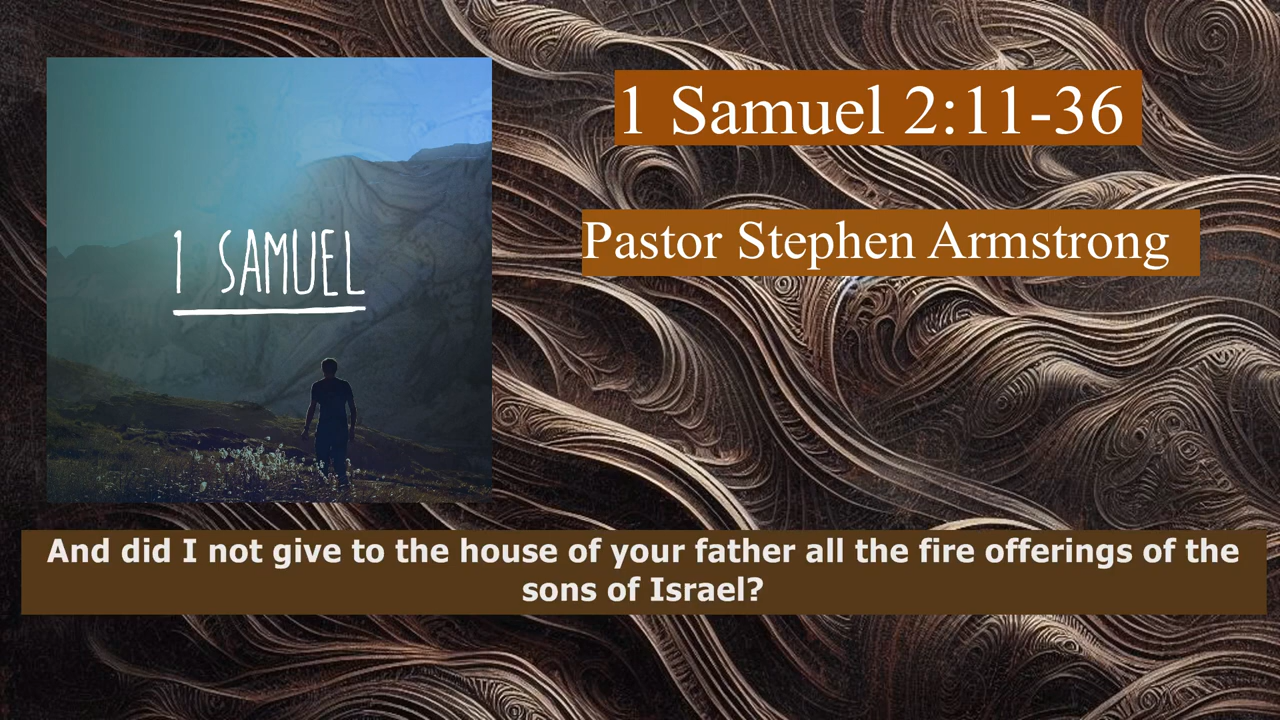 1 Samuel 2:11-36
Pastor Stephen Armstrong
1 SAMUEL
And did I not give to the house of your father all the fire offerings of the
sons of Israel?